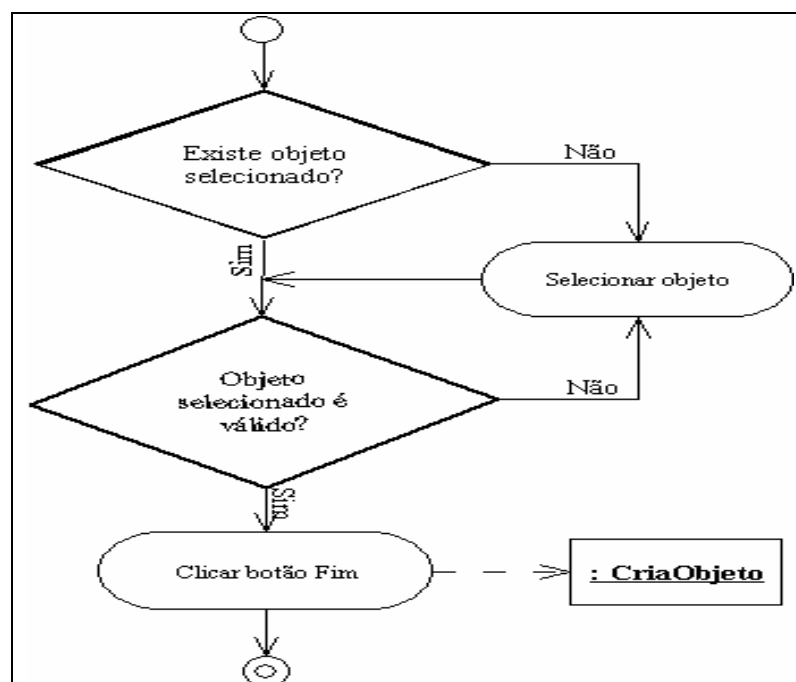 Existe objeto
selecionado?
Não
Sim
Selecionar objeto
Objeto
selecionado é
válido?
Não
Sim
Clicar botão Fim
: CriaObjeto